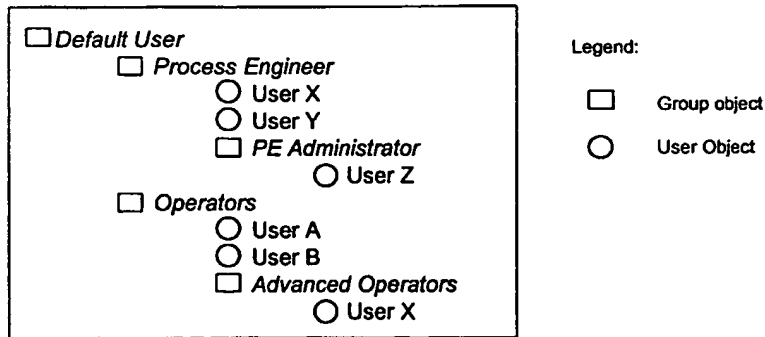 Default User
Process Engineer
User X
User Y
PE Administrator
User Z
Operators
User A
User B
Advanced Operators
User X
Legend:
Group object
User Object